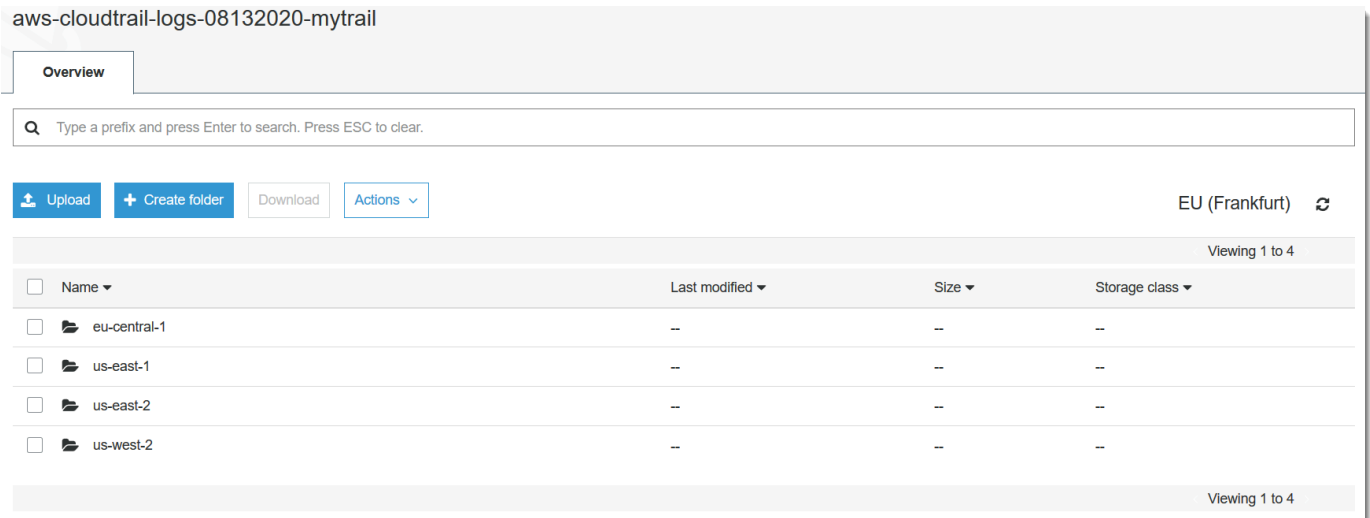 aws-cloudtrail-logs-08132020-mytrail
Overview
Type a prefix and press Enter to search. Press ESC to clear.
Upload Create folder Download Actions EU (Frankfurt)
Viewing 1 to 4
Name Last modified Size Storage class
eu-central-1 -- -- --
us-east-1 -- -- --
us-east-2 -- -- --
us-west-2 -- -- --
Viewing 1 to 4